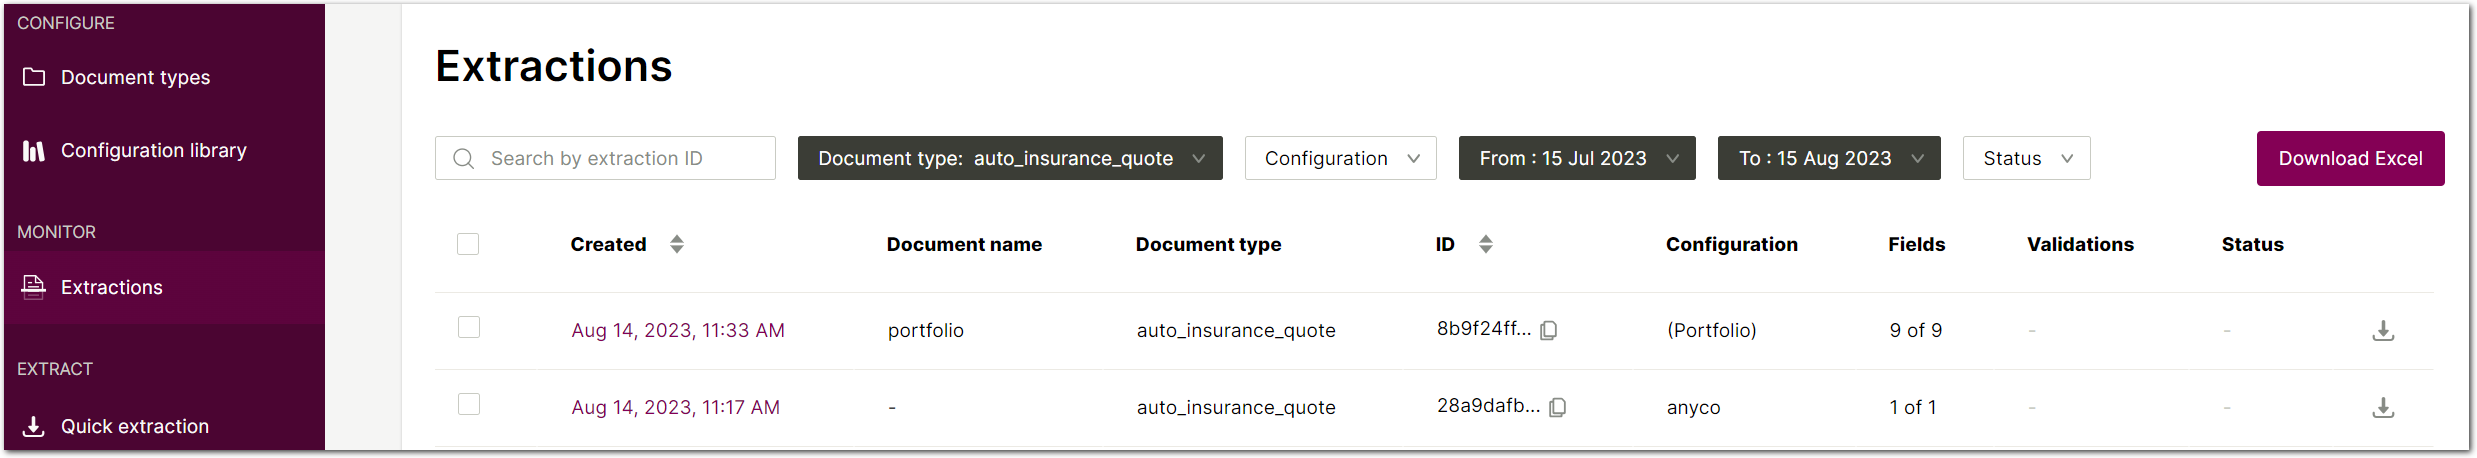 CONFIGURE
Document types
Configuration library
MONITOR
Extractions
EXTRACT
Quick extraction
Extractions
Search by extraction ID
Document type: auto_insurance_quote
Configuration
From : 15 Jul 2023
To : 15 Aug 2023
Status
Download Excel
Created Document name Document type ID Configuration Fields Validations Status
Aug 14, 2023, 11:33 AM portfolio auto_insurance_quote 8b9f24ff... (Portfolio) 9 of 9 - -
Aug 14, 2023, 11:17 AM - auto_insurance_quote 28a9dafb... anyco 1 of 1 - -